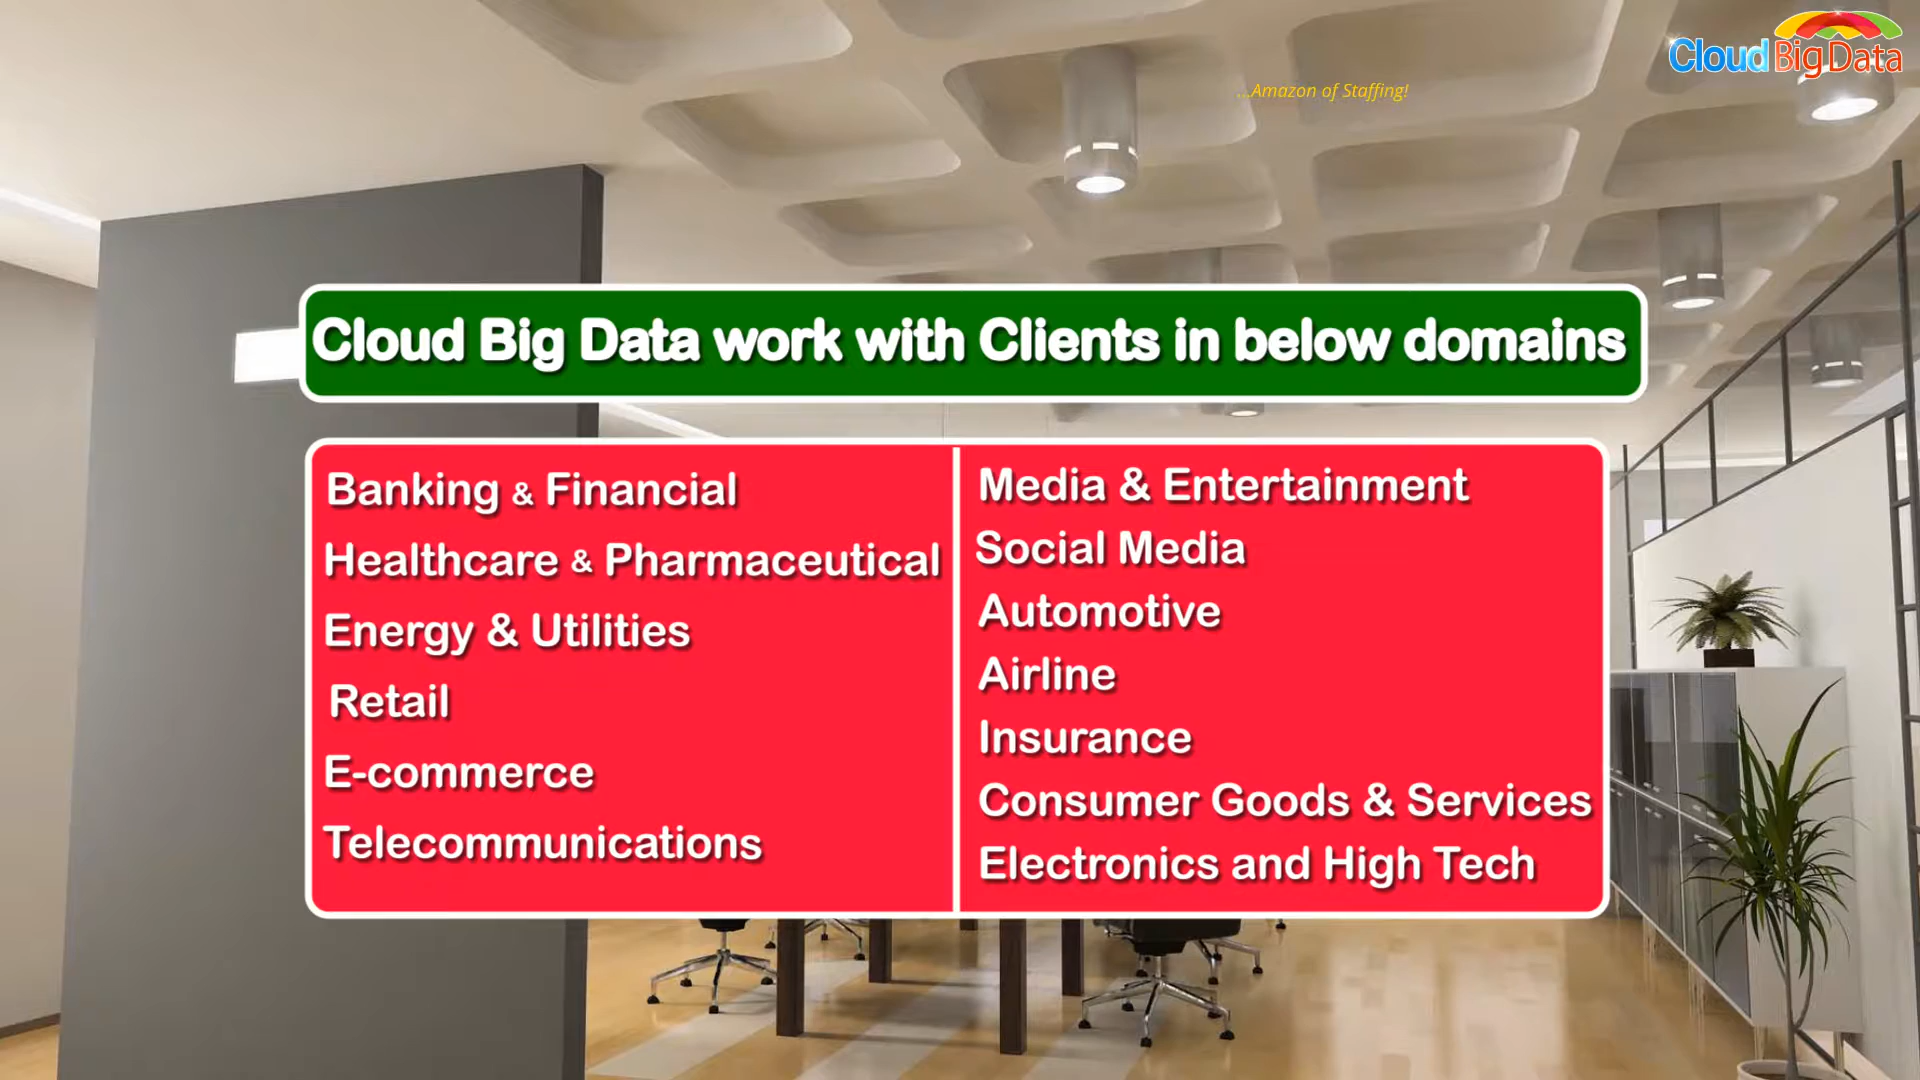 Cloud Big Data
...Amazon of Staffing!
Cloud Big Data work with Clients in below domains
Banking & Financial
Healthcare & Pharmaceutical
Energy & Utilities
Retail
E-commerce
Telecommunications
Media & Entertainment
Social Media
Automotive
Airline
Insurance
Consumer Goods & Services
Electronics and High Tech